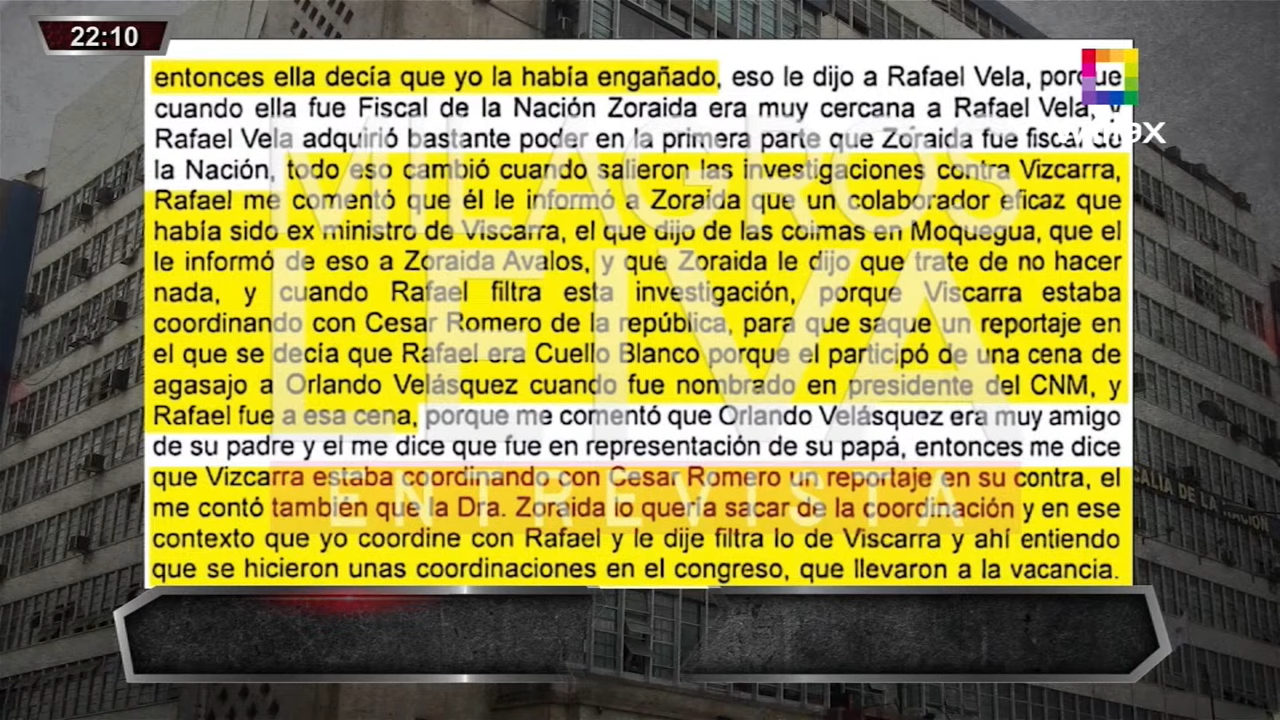 22:10
entonces ella decía que yo la había engañado, eso le dijo a Rafael Vela, porque
cuando ella fue Fiscal de la Nación Zoraida era muy cercana a Rafael Vela, y
Rafael Vela adquirió bastante poder en la primera parte que Zoraida fue fiscal de
la Nación, todo eso cambió cuando salieron las investigaciones contra Vizcarra,
Rafael me comentó que él le informó a Zoraida que un colaborador eficaz que
había sido ex ministro de Viscarra, el que dijo de las coimas en Moquegua, que el
le informó de eso a Zoraida Avalos, y que Zoraida le dijo que trate de no hacer
nada, y cuando Rafael filtra esta investigación, porque Viscarra estaba
coordinando con Cesar Romero de la república, para que saque un reportaje en
el que se decía que Rafael era Cuello Blanco porque el participó de una cena de
agasajo a Orlando Velásquez cuando fue nombrado en presidente del CNM, y
Rafael fue a esa cena, porque me comentó que Orlando Velásquez era muy amigo
de su padre y el me dice que fue en representación de su papá, entonces me dice
que Vizcarra estaba coordinando con Cesar Romero un reportaje en su contra, el
me contó también que la Dra. Zoraida lo quería sacar de la coordinación y en ese
contexto que yo coordine con Rafael y le dije filtra lo de Viscarra y ahí entiendo
que se hicieron unas coordinaciones en el congreso, que llevaron a la vacancia.
MILAGROS
LEIVA
ENTREVISTA
willax
CALIA DE LA NACION